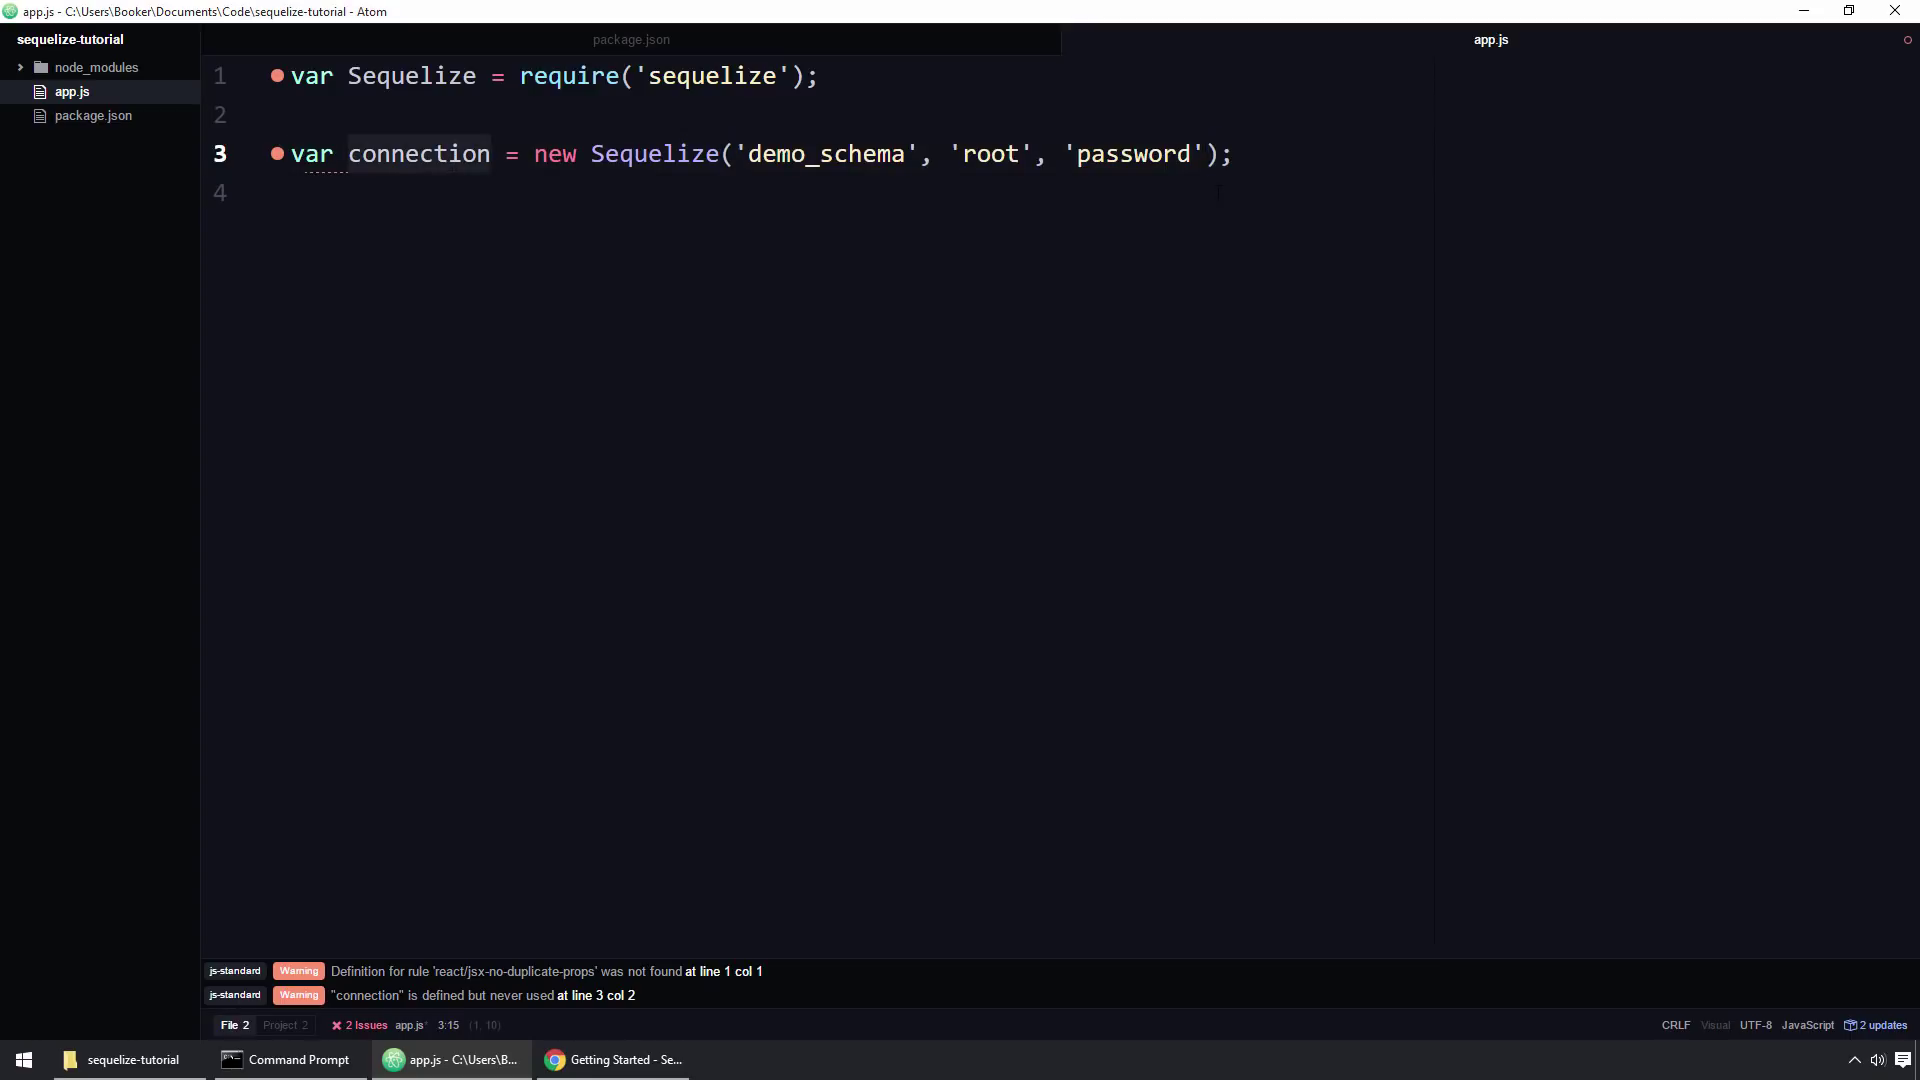 app.js - C:\Users\Booker\Documents\Code\sequelize-tutorial - Atom
sequelize-tutorial
node_modules
app.js
package.json
package.json
app.js
1 var Sequelize = require('sequelize');
2
3 var connection = new Sequelize('demo_schema', 'root', 'password');
4
js-standard Warning Definition for rule 'react/jsx-no-duplicate-props' was not found at line 1 col 1
js-standard Warning "connection" is defined but never used at line 3 col 2
File 2 Project 2 2 Issues app.js* 3:15 (1, 10) CRLF Visual UTF-8 JavaScript 2 updates
sequelize-tutorial Command Prompt app.js - C:\Users\B... Getting Started - Se...